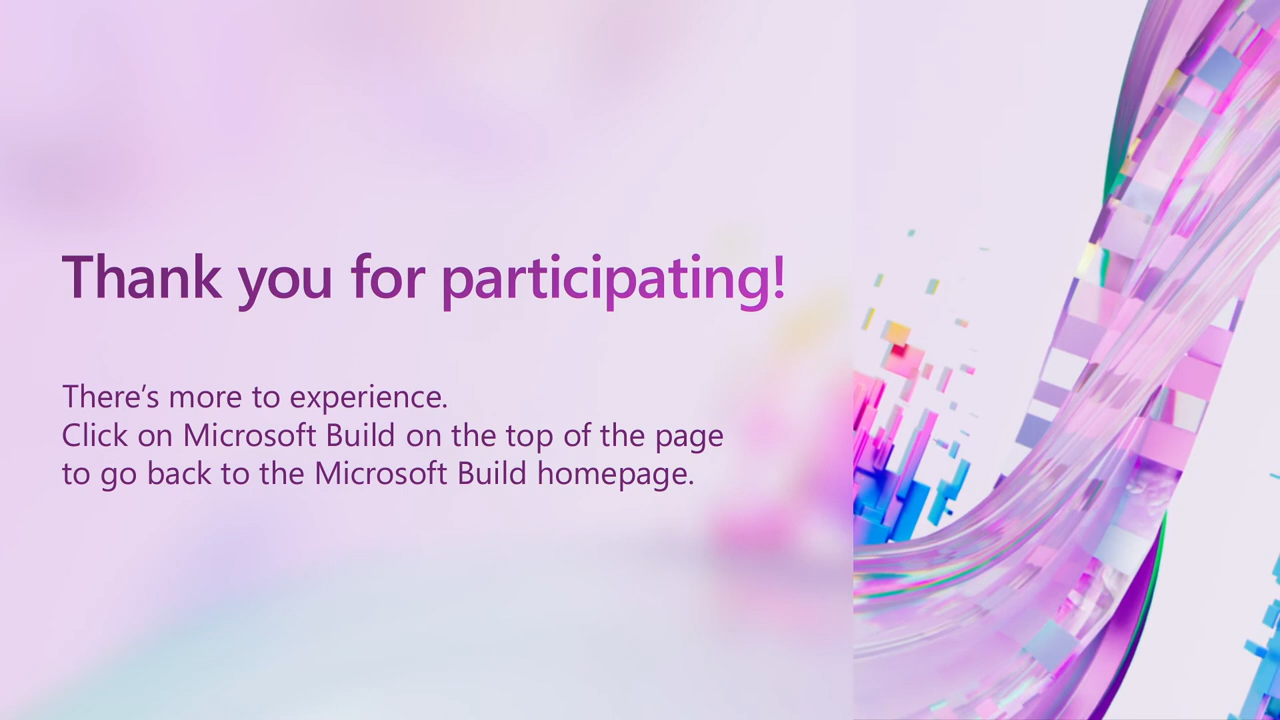 Thank you for participating!
There’s more to experience.
Click on Microsoft Build on the top of the page
to go back to the Microsoft Build homepage.